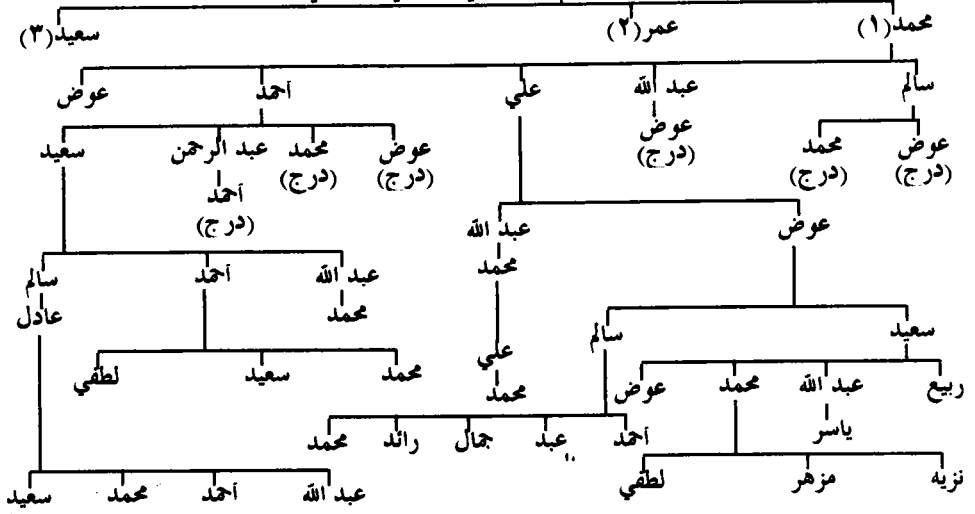 محمد (١) عمر (٢) سعيد (٣)
سالم عبد الله علي أحمد عوض
عوض محمد عوض عوض محمد عبد الرحمن سعيد
(درج) (درج) (درج) (درج) (درج) أحمد
(درج)
عوض عبد الله
محمد
عبد الله أحمد سالم
محمد عادل
سعيد سالم علي
محمد
محمد سعيد لطفي
ربيع عبد الله محمد عوض
ياسر
أحمد عبد جمال رائد محمد
نزيه مزهر لطفي
عبد الله أحمد محمد سعيد